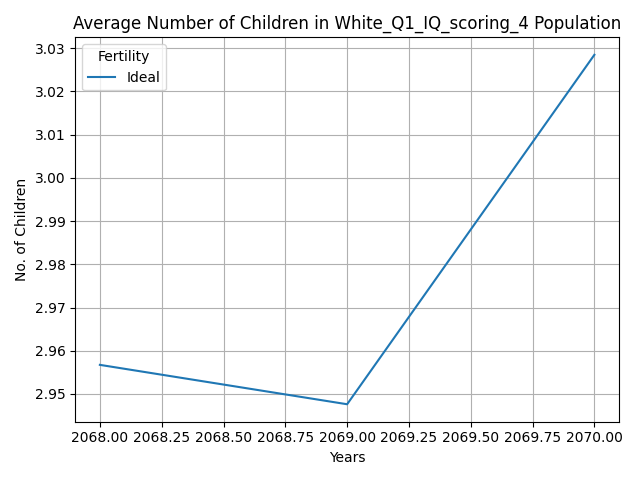 Average Number of Children in White_Q1_IQ_scoring_4 Population
Fertility
Ideal
No. of Children
3.03
3.02
3.01
3.00
2.99
2.98
2.97
2.96
2.95
2068.00 2068.25 2068.50 2068.75 2069.00 2069.25 2069.50 2069.75 2070.00
Years